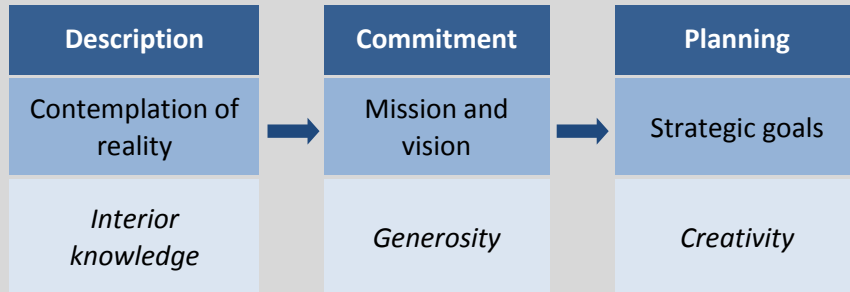 Description
Commitment
Planning
Contemplation of
reality
Mission and
vision
Strategic goals
Interior
knowledge
Generosity
Creativity